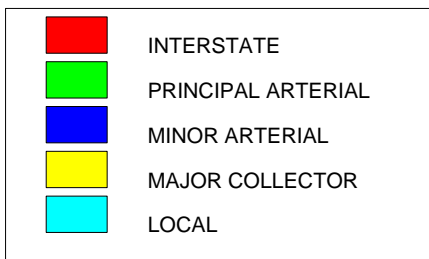 INTERSTATE
PRINCIPAL ARTERIAL
MINOR ARTERIAL
MAJOR COLLECTOR
LOCAL